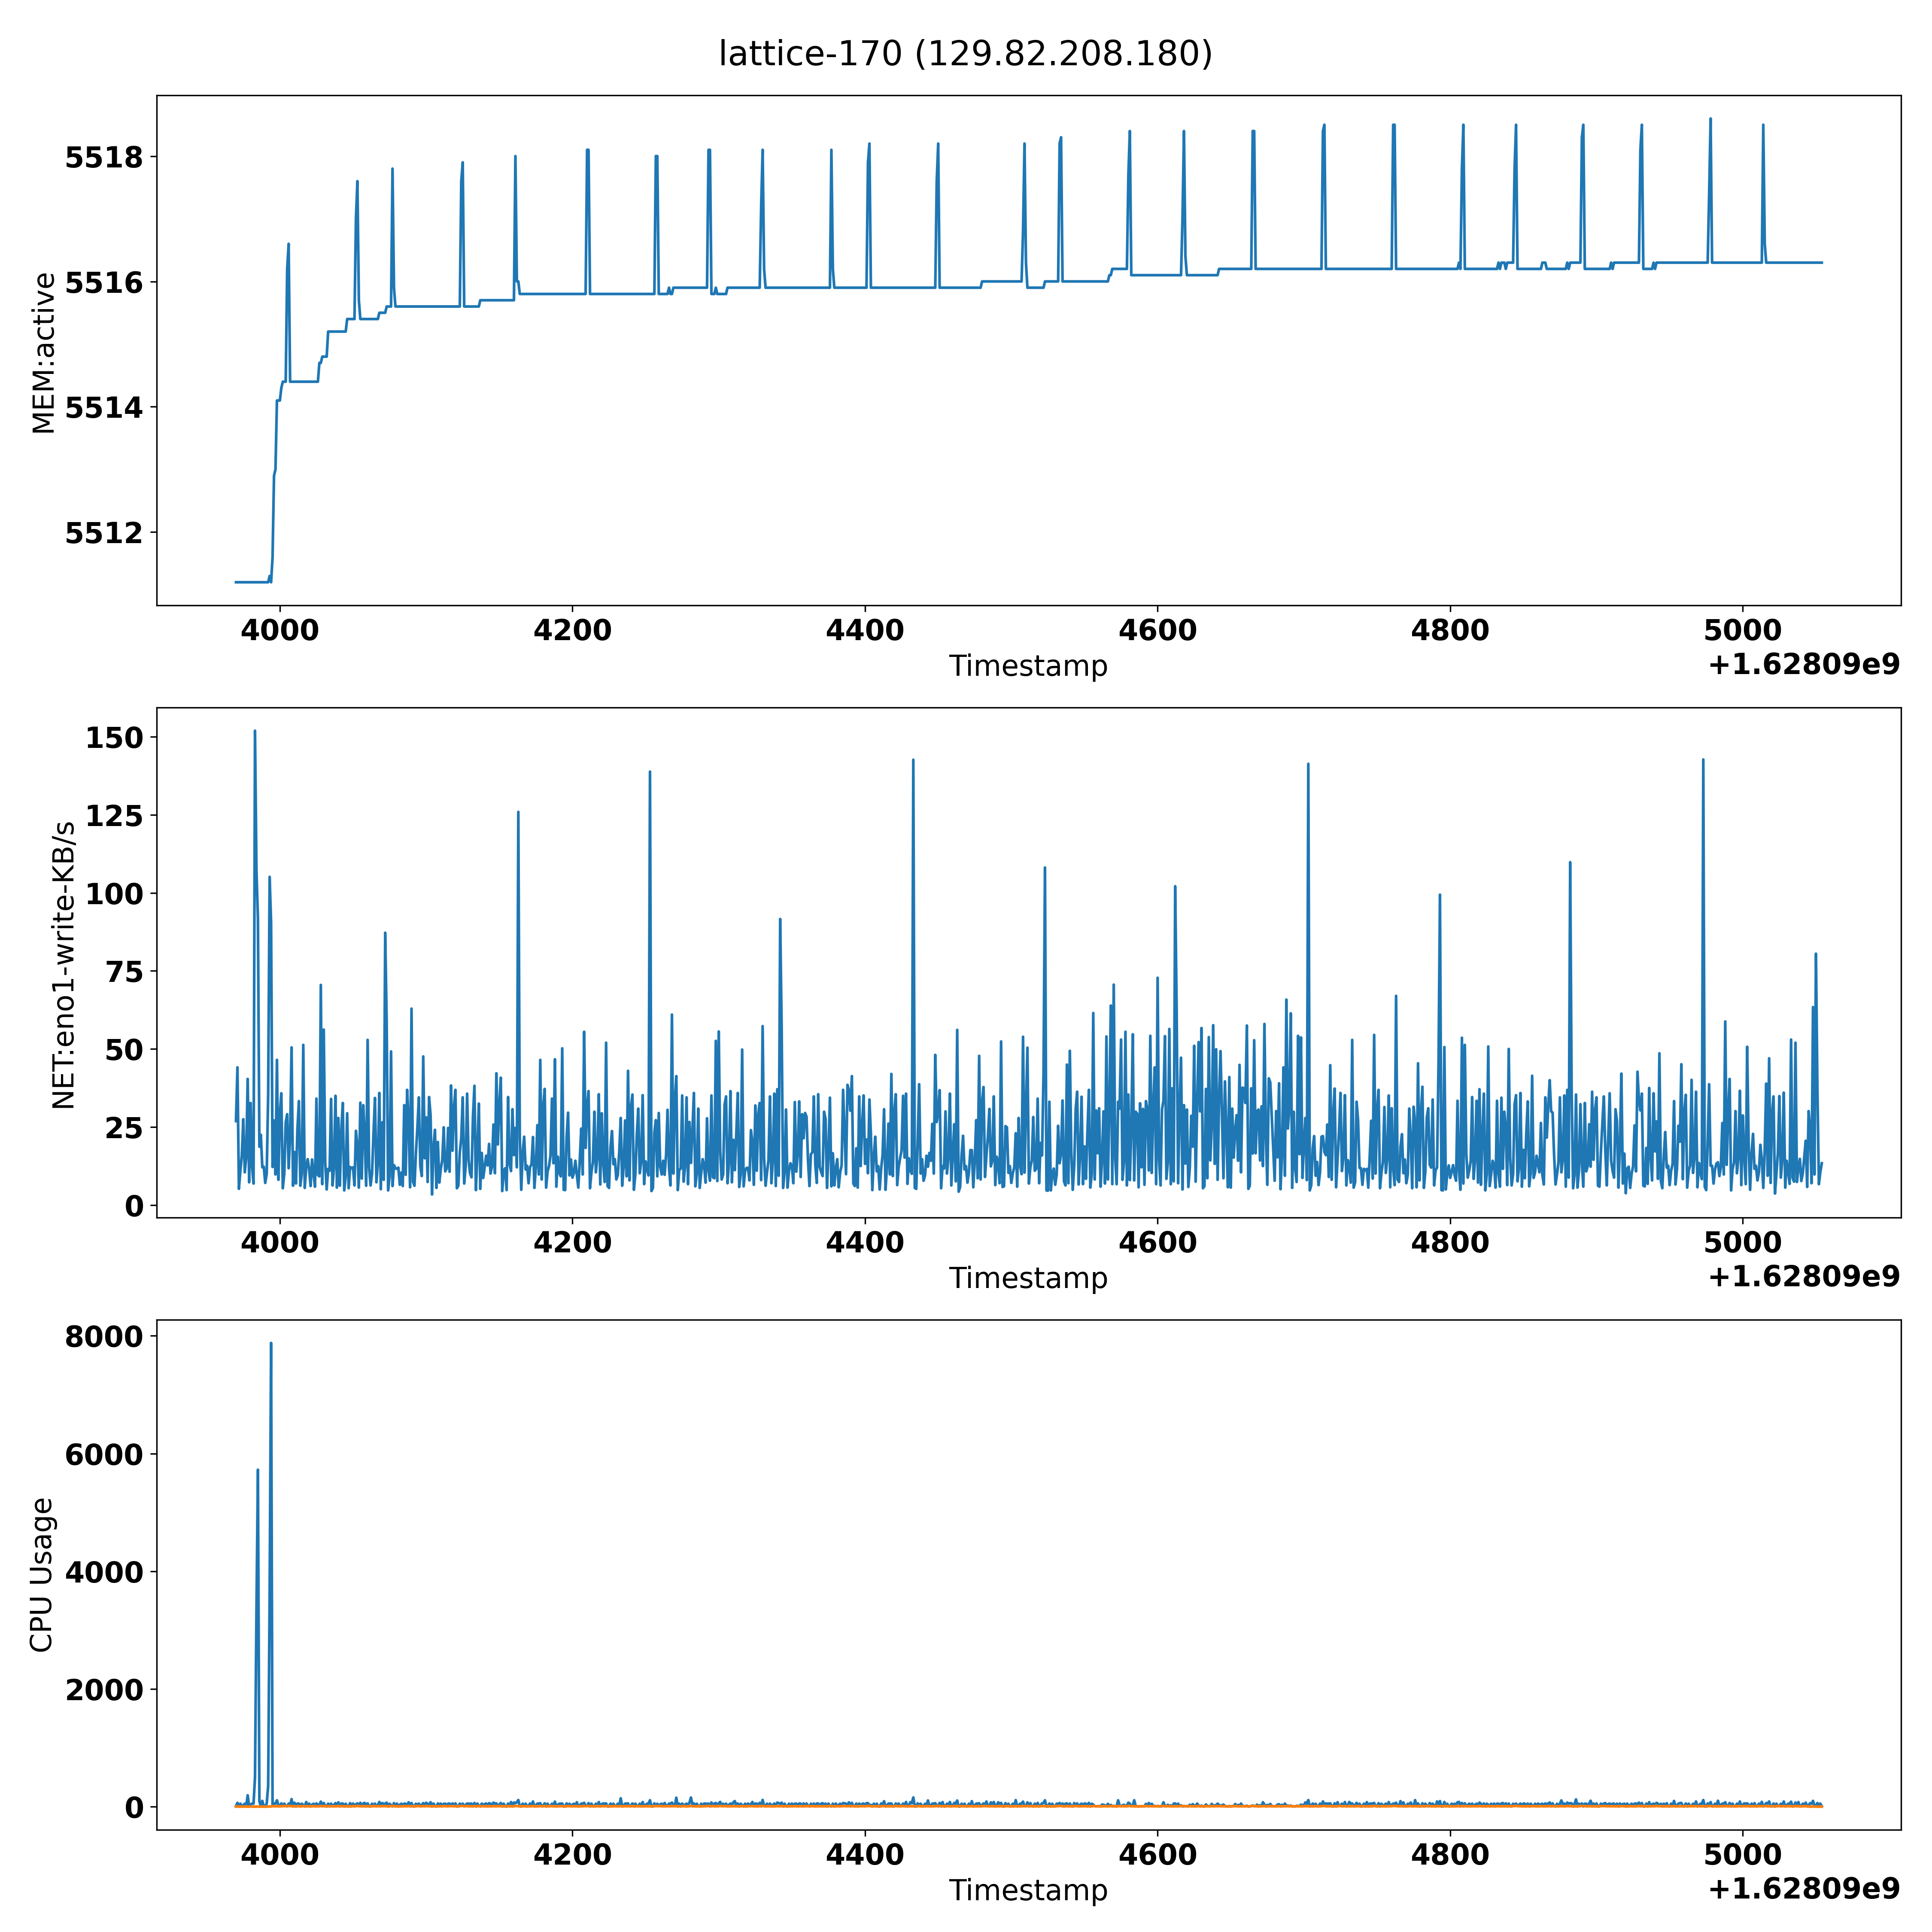 lattice-170 (129.82.208.180)
MEM:active
5518
5516
5514
5512
4000 4200 4400 4600 4800 5000
Timestamp
+1.62809e9
NET:eno1-write-KB/s
150
125
100
75
50
25
0
4000 4200 4400 4600 4800 5000
Timestamp
+1.62809e9
CPU Usage
8000
6000
4000
2000
0
4000 4200 4400 4600 4800 5000
Timestamp
+1.62809e9